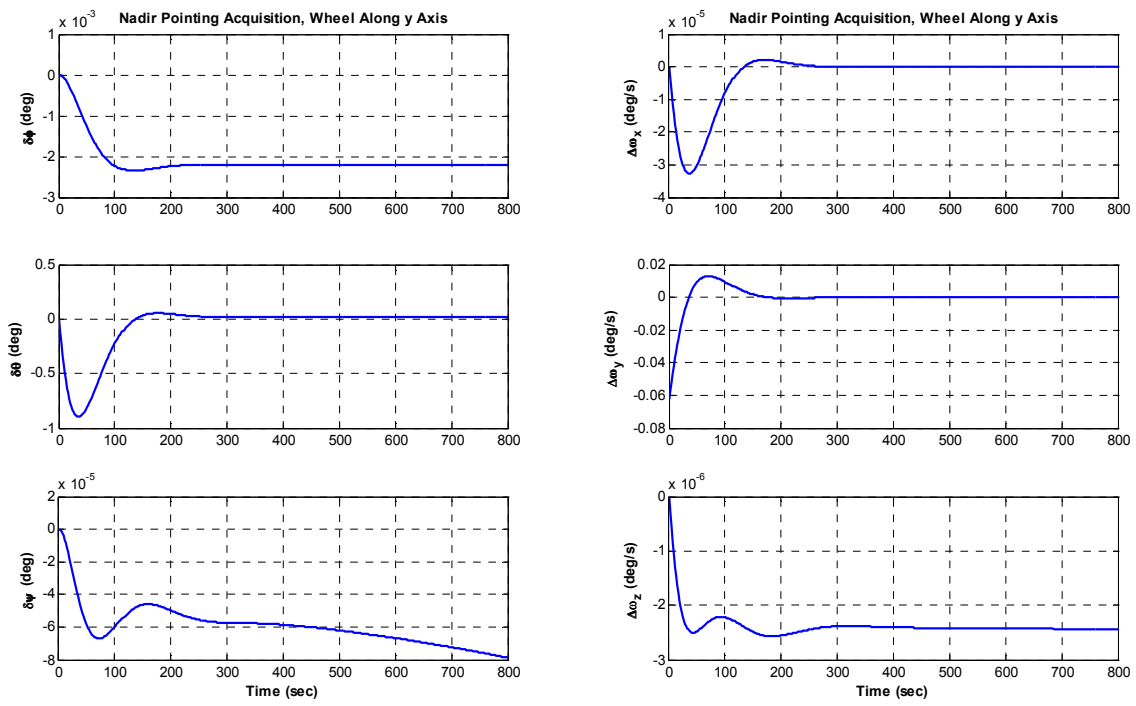 Nadir Pointing Acquisition, Wheel Along y Axis
x 10^-3
1
0
-1
-2
-3
0 100 200 300 400 500 600 700 800
δϕ (deg)
0.5
0
-0.5
-1
0 100 200 300 400 500 600 700 800
δθ (deg)
x 10^-5
2
0
-2
-4
-6
-8
0 100 200 300 400 500 600 700 800
δψ (deg)
Time (sec)
Nadir Pointing Acquisition, Wheel Along y Axis
x 10^-5
1
0
-1
-2
-3
-4
0 100 200 300 400 500 600 700 800
Δω_x (deg/s)
0.02
0
-0.02
-0.04
-0.06
-0.08
0 100 200 300 400 500 600 700 800
Δω_y (deg/s)
x 10^-6
0
-1
-2
-3
0 100 200 300 400 500 600 700 800
Δω_z (deg/s)
Time (sec)